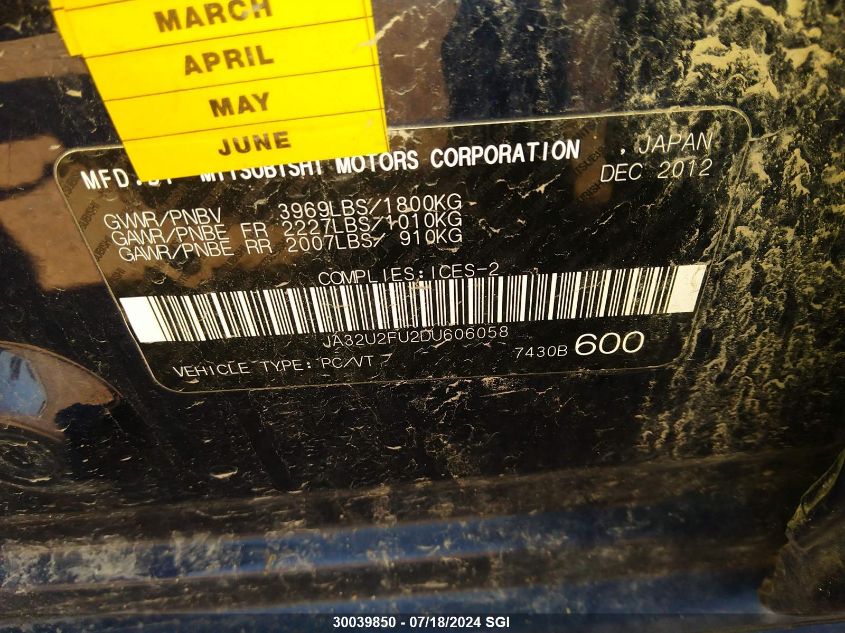 MARCH
APRIL
MAY
JUNE
MFD.BY MITSUBISHI MOTORS CORPORATION , JAPAN
DEC 2012
GVWR/PNBV 3969LBS/1800KG
GAWR/PNBE FR 2227LBS/1010KG
GAWR/PNBE RR 2007LBS/ 910KG
COMPLIES:ICES-2
JA32U2FU2DU606058
VEHICLE TYPE: PC/VT 7430B 600
30039850 - 07/18/2024 SGI